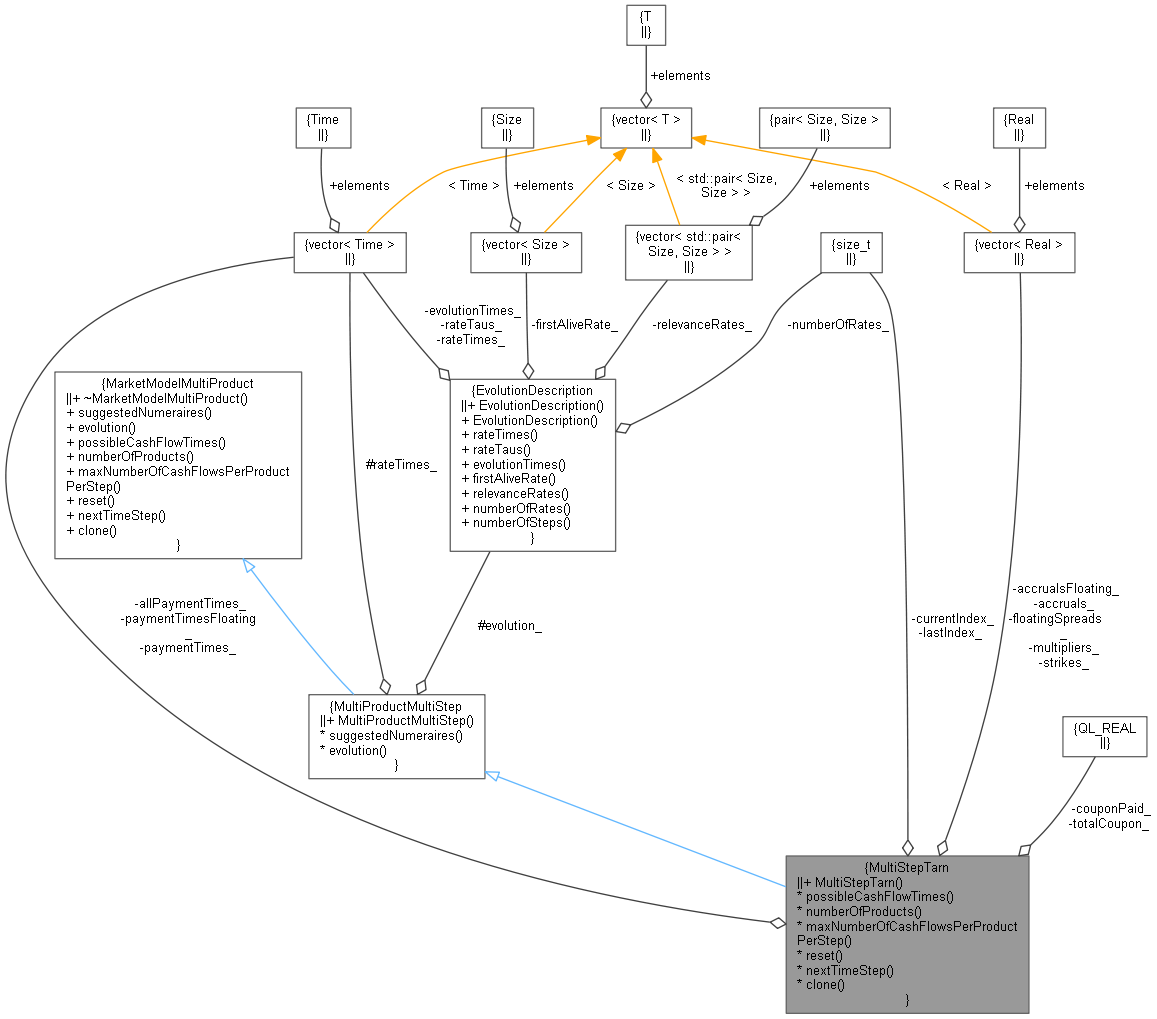 {T
||}
+elements
{Time
||}
{Size
||}
{vector< T >
||}
{pair< Size, Size >
||}
{Real
||}
+elements
< Time >
+elements
< Size >
< std::pair< Size,
Size > >
+elements
< Real >
+elements
{vector< Time >
||}
{vector< Size >
||}
{vector< std::pair<
Size, Size > >
||}
{size_t
||}
{vector< Real >
||}
-evolutionTimes_
-rateTaus_
-rateTimes_
-firstAliveRate_
-relevanceRates_
-numberOfRates_
{MarketModelMultiProduct
||+ ~MarketModelMultiProduct()
+ suggestedNumeraires()
+ evolution()
+ possibleCashFlowTimes()
+ numberOfProducts()
+ maxNumberOfCashFlowsPerProduct
PerStep()
+ reset()
+ nextTimeStep()
+ clone()
}
#rateTimes_
{EvolutionDescription
||+ EvolutionDescription()
+ EvolutionDescription()
+ rateTimes()
+ rateTaus()
+ evolutionTimes()
+ firstAliveRate()
+ relevanceRates()
+ numberOfRates()
+ numberOfSteps()
}
-allPaymentTimes_
-paymentTimesFloating
_
-paymentTimes_
#evolution_
-currentIndex_
-lastIndex_
-accrualsFloating_
-accruals_
-floatingSpreads
_
-multipliers_
-strikes_
{MultiProductMultiStep
||+ MultiProductMultiStep()
* suggestedNumeraires()
* evolution()
}
{QL_REAL
||}
-couponPaid_
-totalCoupon_
{MultiStepTarn
||+ MultiStepTarn()
* possibleCashFlowTimes()
* numberOfProducts()
* maxNumberOfCashFlowsPerProduct
PerStep()
* reset()
* nextTimeStep()
* clone()
}